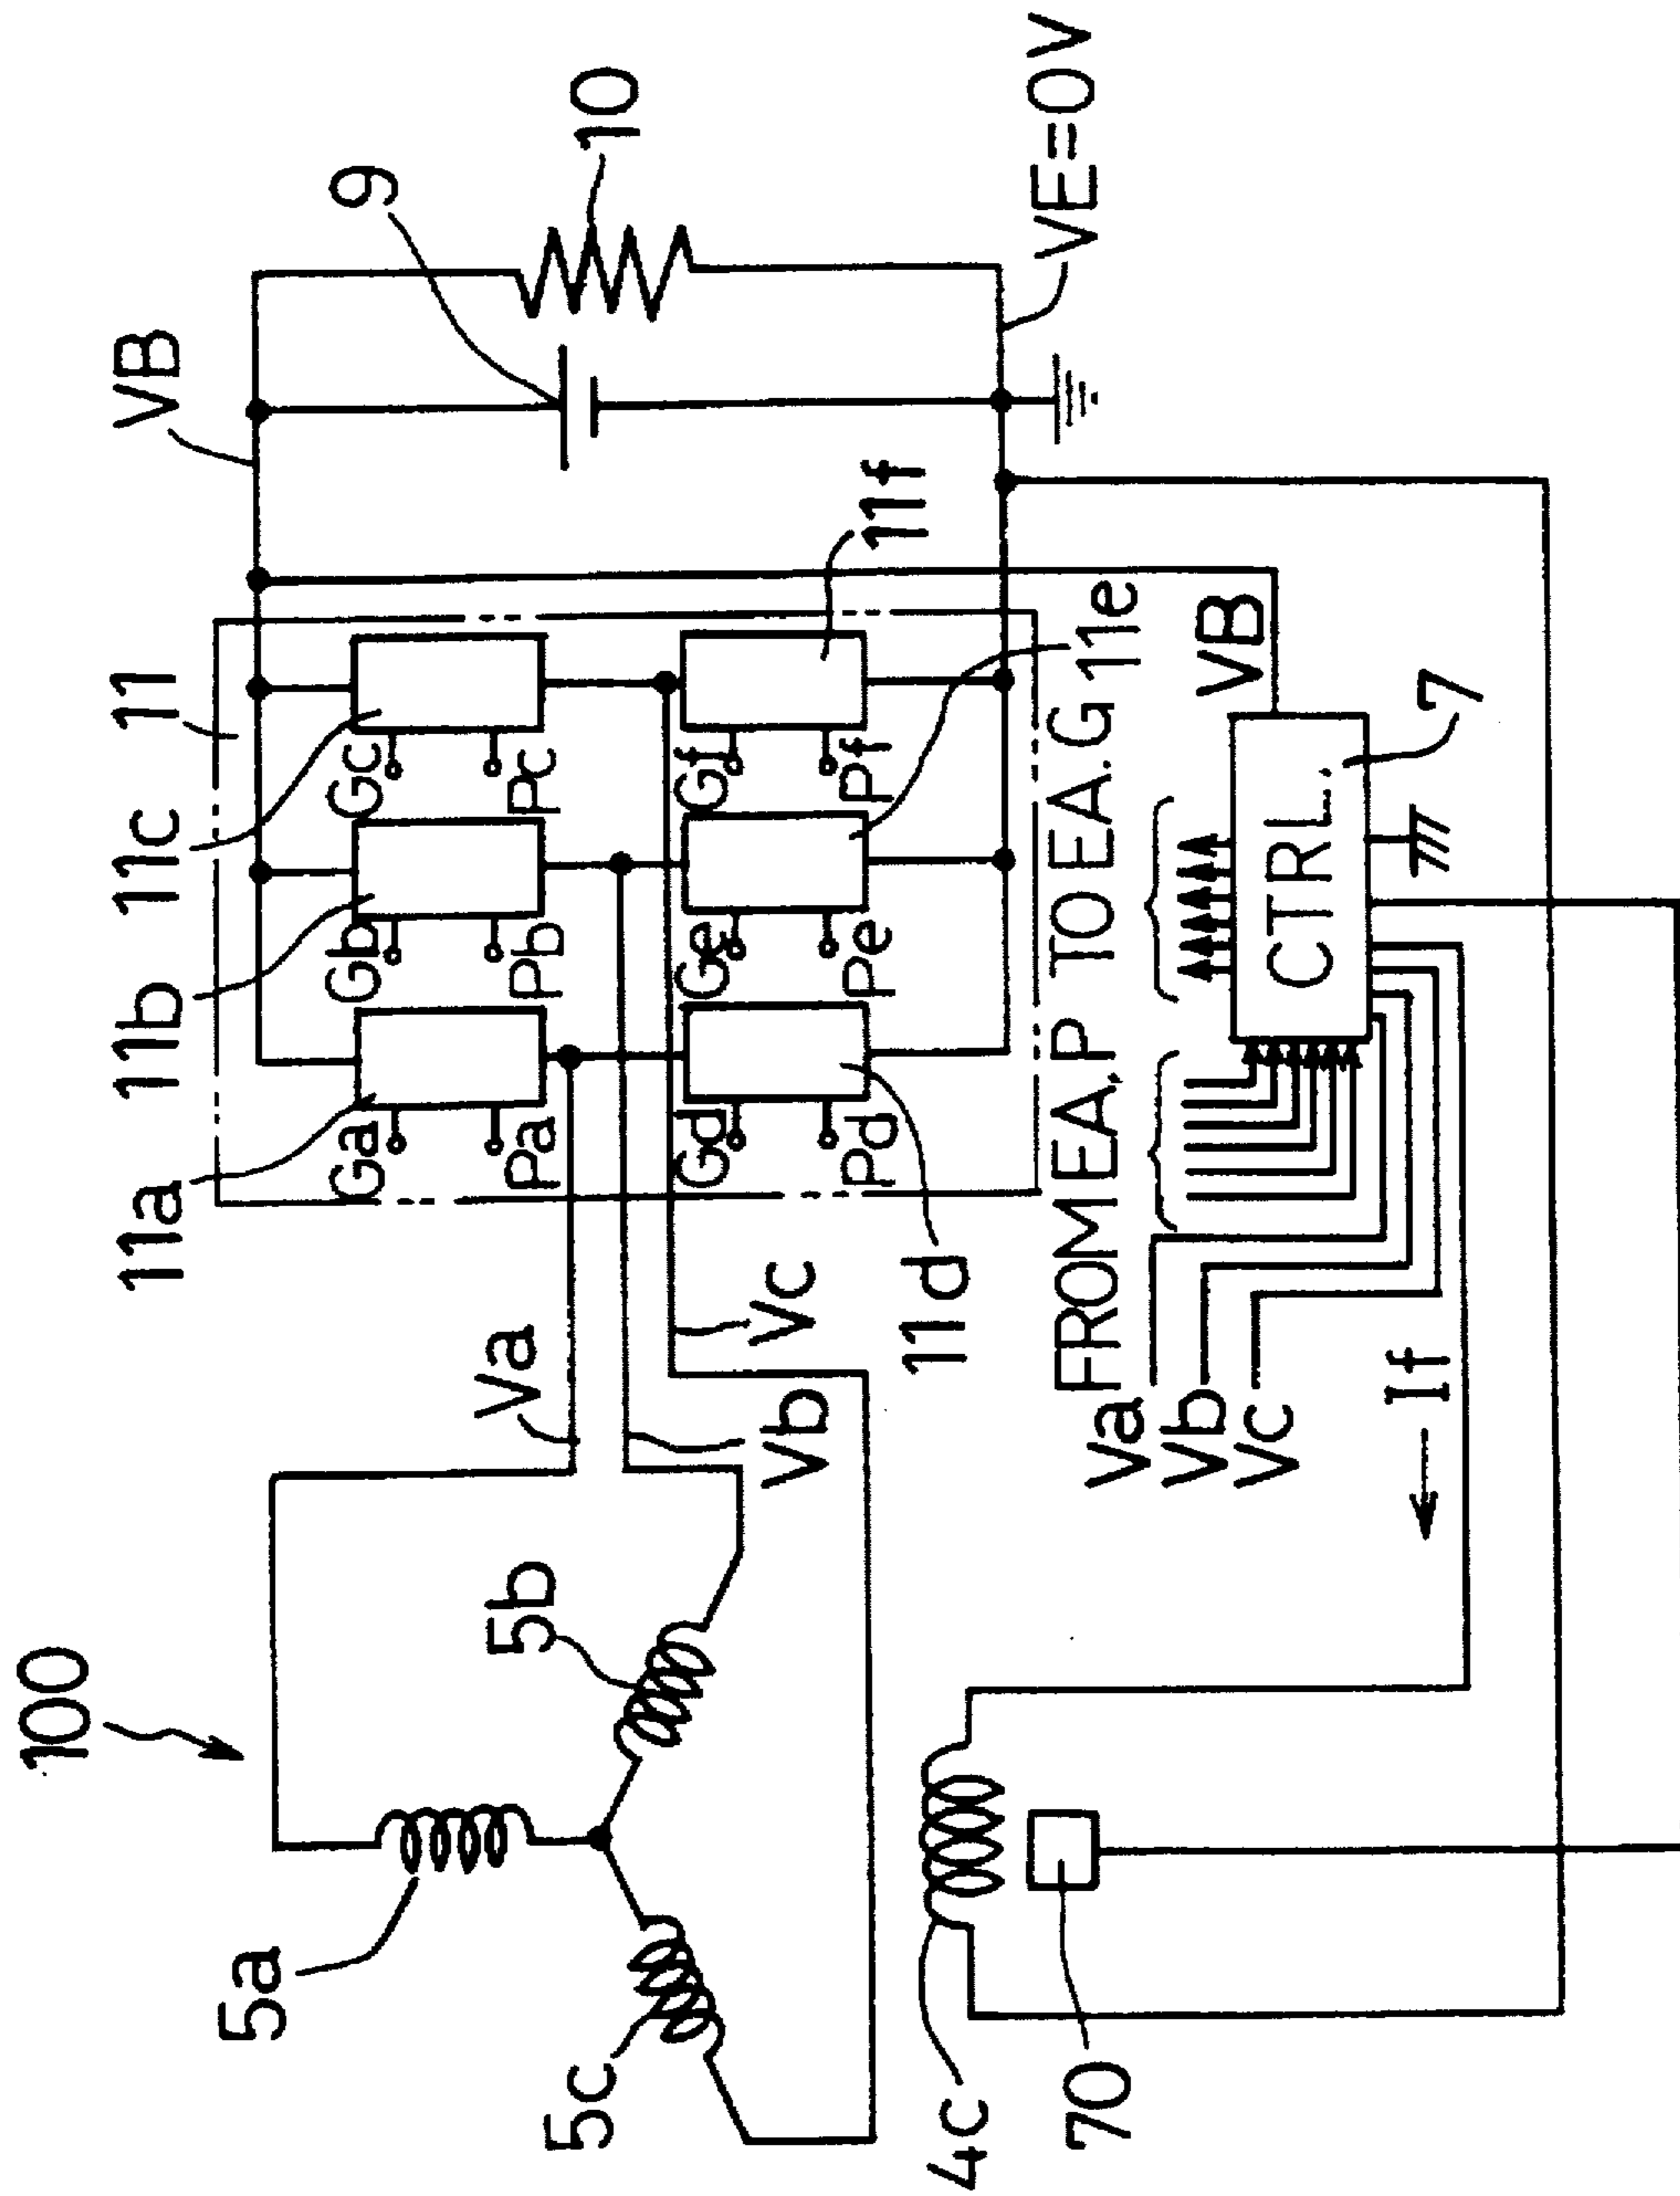 100
VB
11
11c
11b
11a
9
10
5a
5b
5c
Va
Vb
Vc
Ga
Pa
Gb
Pb
Gc
Pc
Gd
Pd
Ge
Pe
Gf
Pf
11d
11f
11e
VE=0V
FROM EA.P
TO EA.G
VB
CTRL.
7
Va
Vb
Vc
If
4c
70